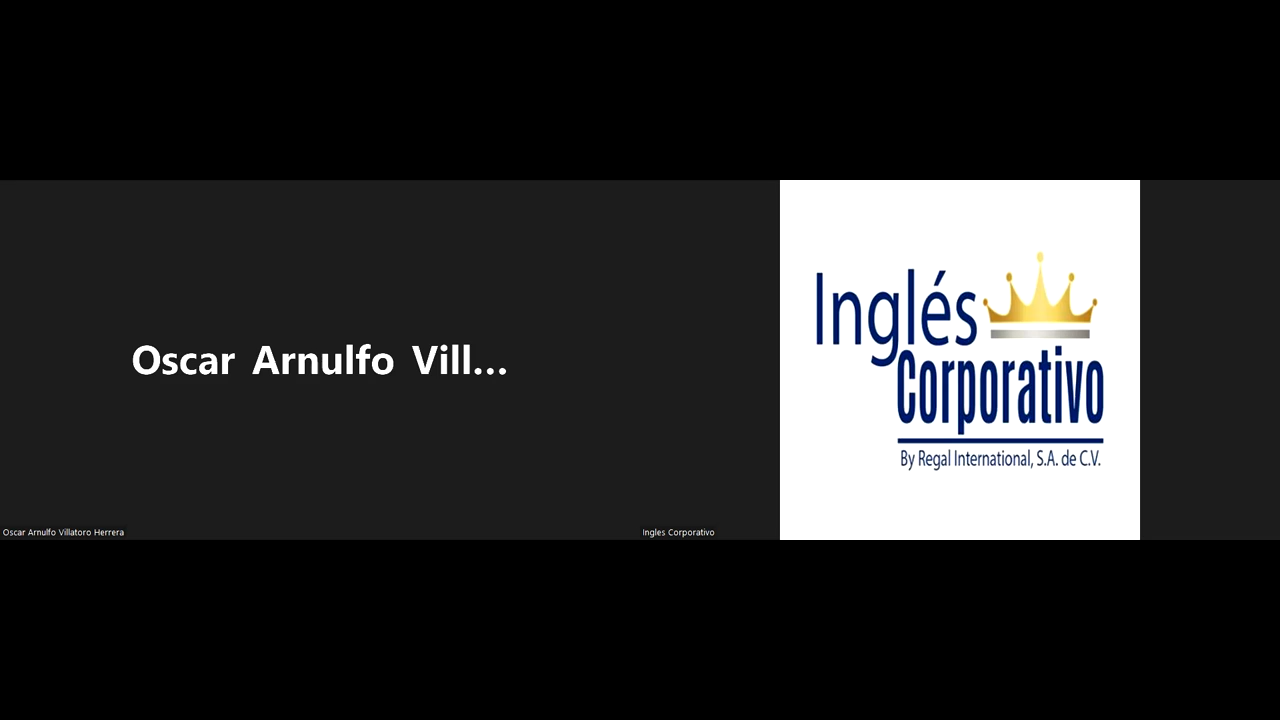 Oscar Arnulfo Vill...
Oscar Arnulfo Villatoro Herrera
Inglés
Corporativo
By Regal International, S.A. de C.V.
Ingles Corporativo